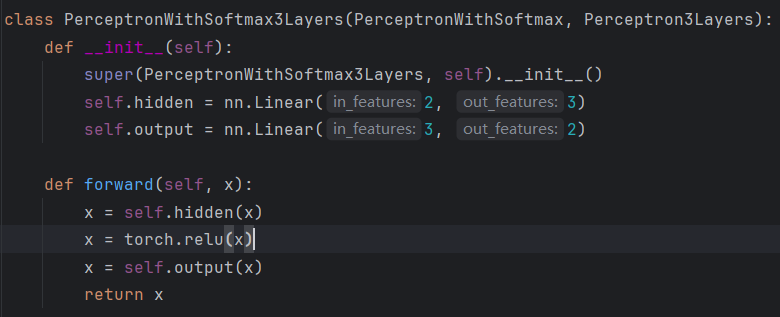 class PerceptronWithSoftmax3Layers(PerceptronWithSoftmax, Perceptron3Layers):
    def __init__(self):
        super(PerceptronWithSoftmax3Layers, self).__init__()
        self.hidden = nn.Linear( in_features: 2,  out_features: 3)
        self.output = nn.Linear( in_features: 3,  out_features: 2)

    def forward(self, x):
        x = self.hidden(x)
        x = torch.relu(x)
        x = self.output(x)
        return x